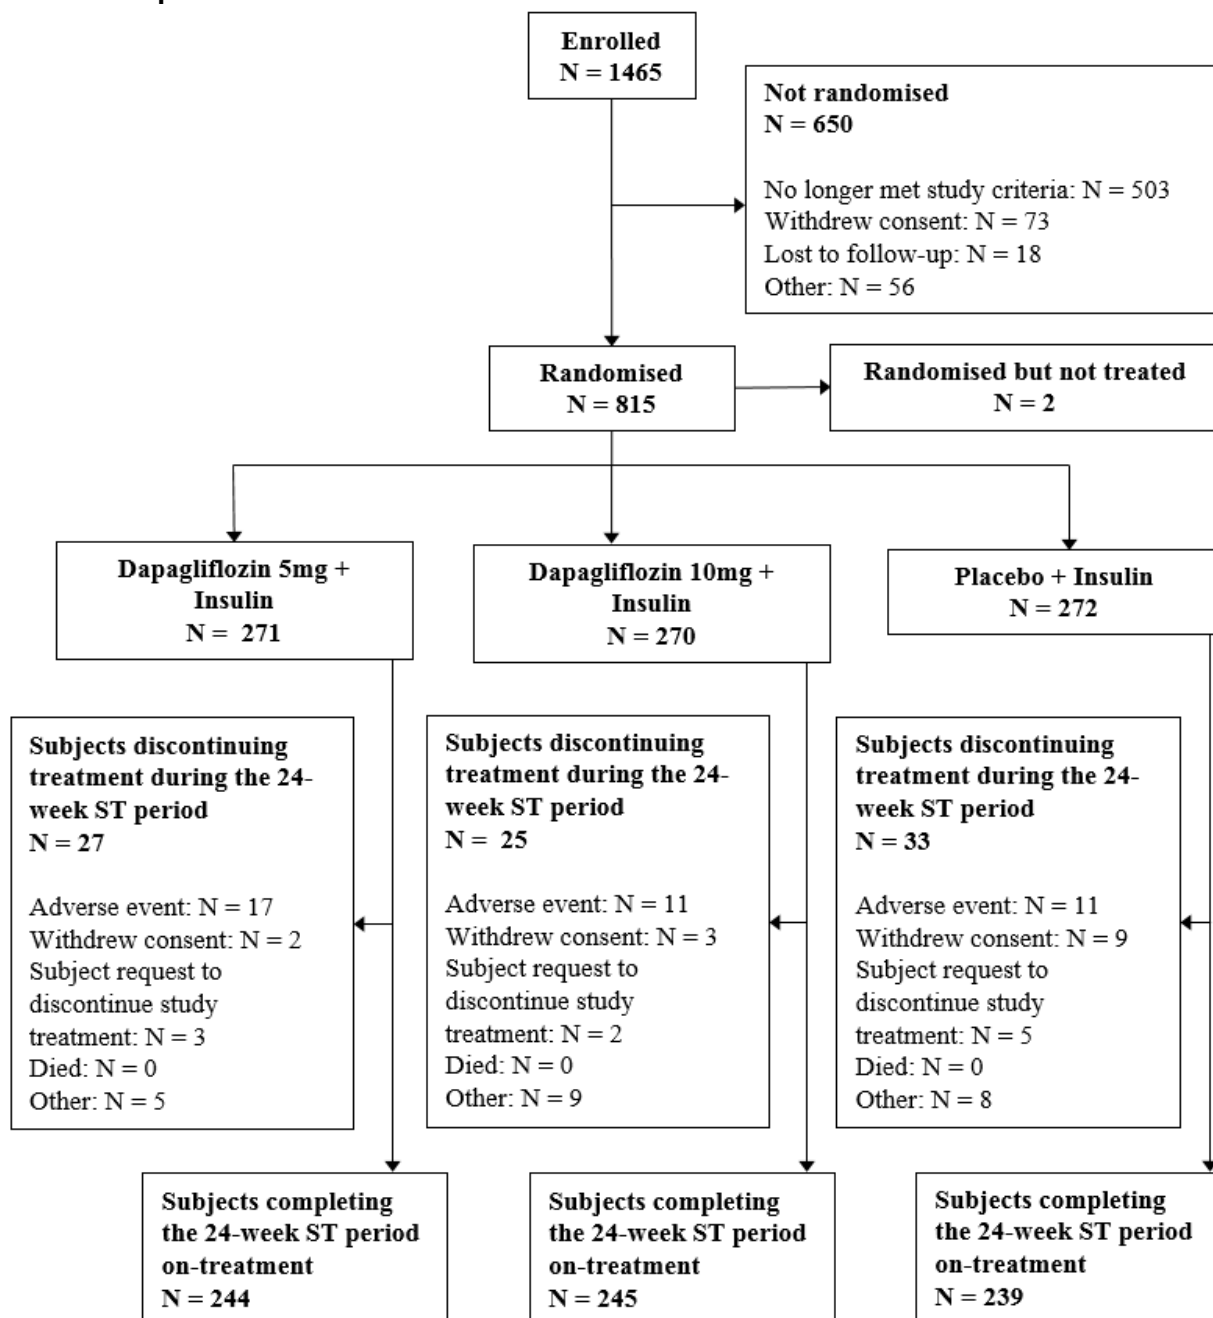 Enrolled
N = 1465
Not randomised
N = 650
No longer met study criteria: N = 503
Withdrew consent: N = 73
Lost to follow-up: N = 18
Other: N = 56
Randomised
N = 815
Randomised but not treated
N = 2
Dapagliflozin 5mg +
Insulin
N = 271
Dapagliflozin 10mg +
Insulin
N = 270
Placebo + Insulin
N = 272
Subjects discontinuing
treatment during the 24-
week ST period
N = 27
Adverse event: N = 17
Withdrew consent: N = 2
Subject request to
discontinue study
treatment: N = 3
Died: N = 0
Other: N = 5
Subjects discontinuing
treatment during the 24-
week ST period
N = 25
Adverse event: N = 11
Withdrew consent: N = 3
Subject request to
discontinue study
treatment: N = 2
Died: N = 0
Other: N = 9
Subjects discontinuing
treatment during the 24-
week ST period
N = 33
Adverse event: N = 11
Withdrew consent: N = 9
Subject request to
discontinue study
treatment: N = 5
Died: N = 0
Other: N = 8
Subjects completing
the 24-week ST period
on-treatment
N = 244
Subjects completing
the 24-week ST period
on-treatment
N = 245
Subjects completing
the 24-week ST period
on-treatment
N = 239